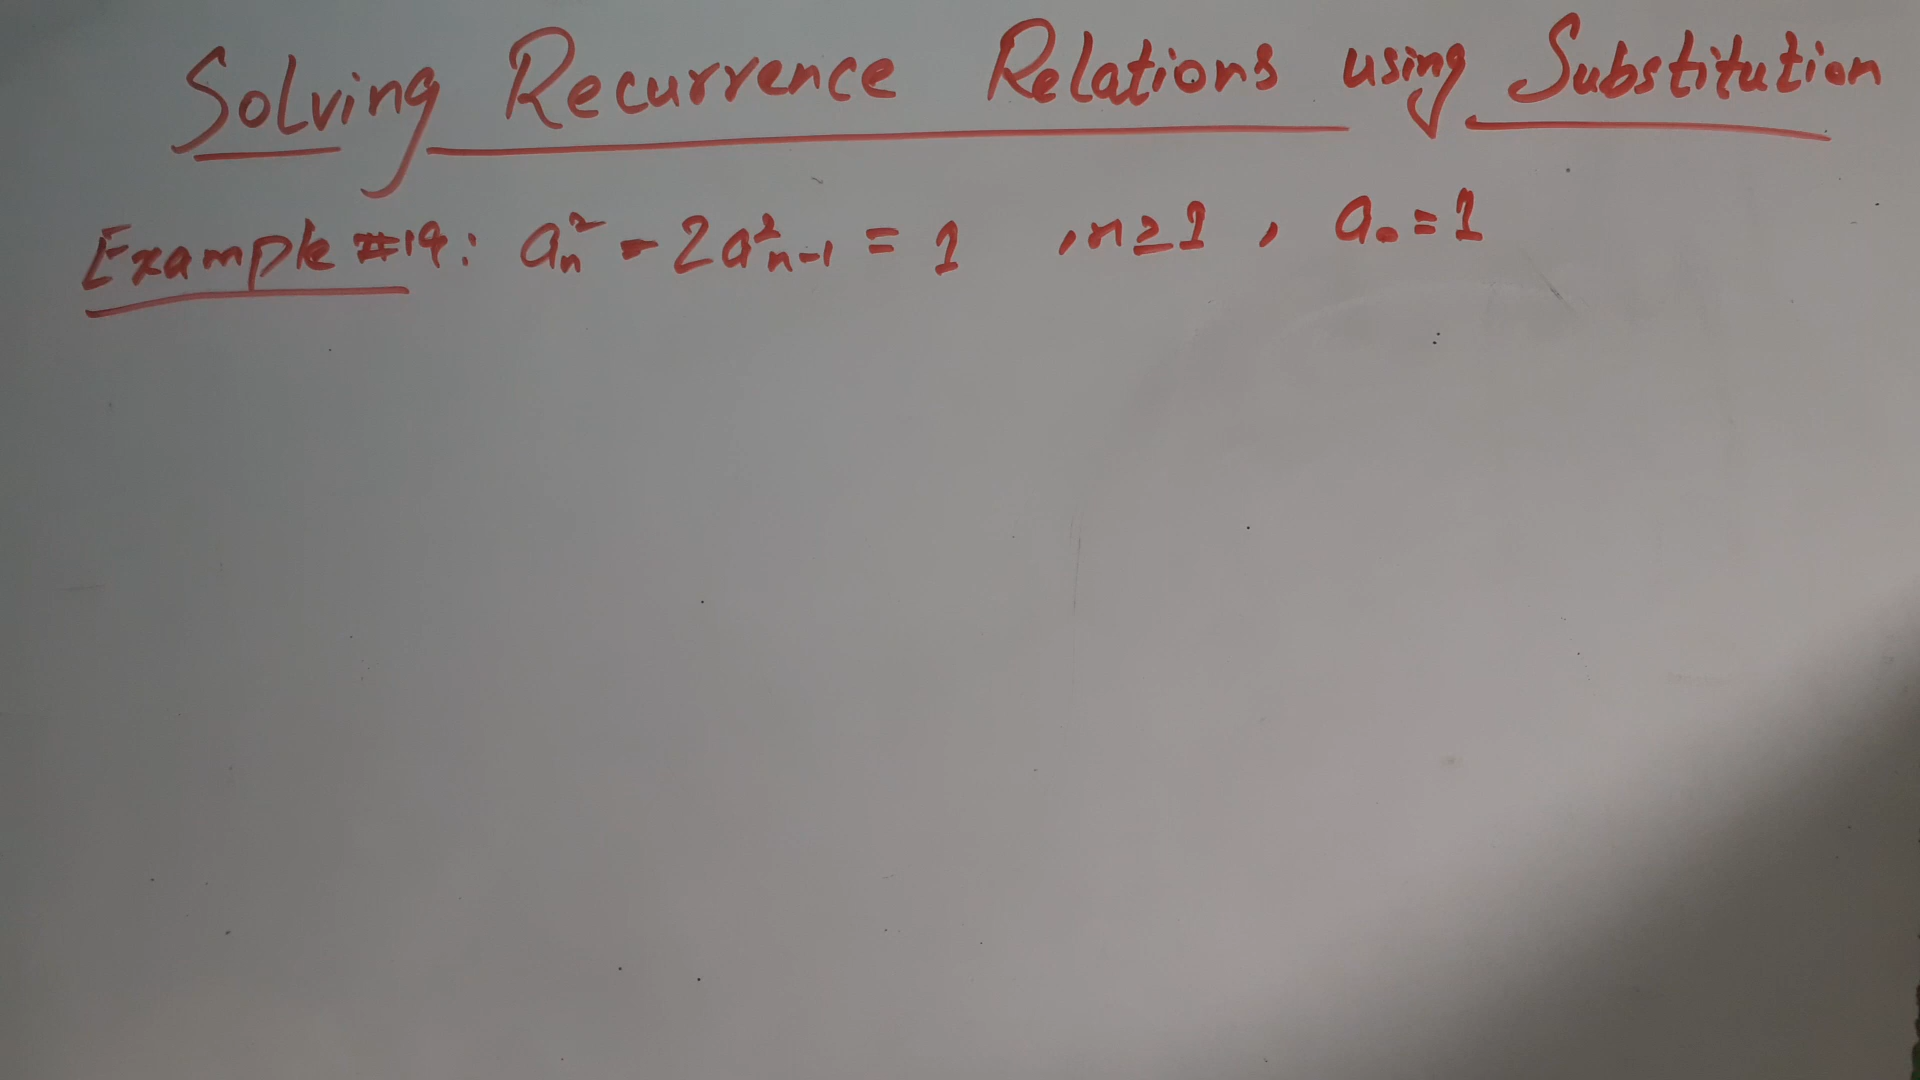 Solving Recurrence Relations using Substitution
Example #19: aₙ² - 2a²ₙ₋₁ = 1 , n ≥ 1 , a₀ = 1